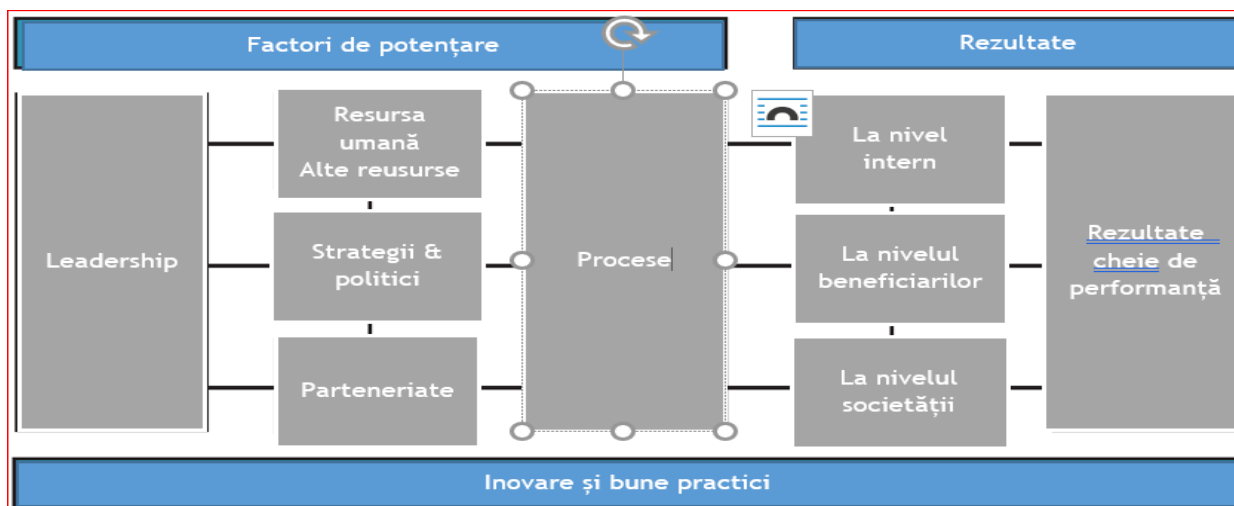 Factori de potențare
Rezultate
Leadership
Resursa
umană
Alte reusurse
Strategii &
politici
Parteneriate
Procese
La nivel
intern
La nivelul
beneficiarilor
La nivelul
societății
Rezultate
cheie de
performanță
Inovare și bune practici